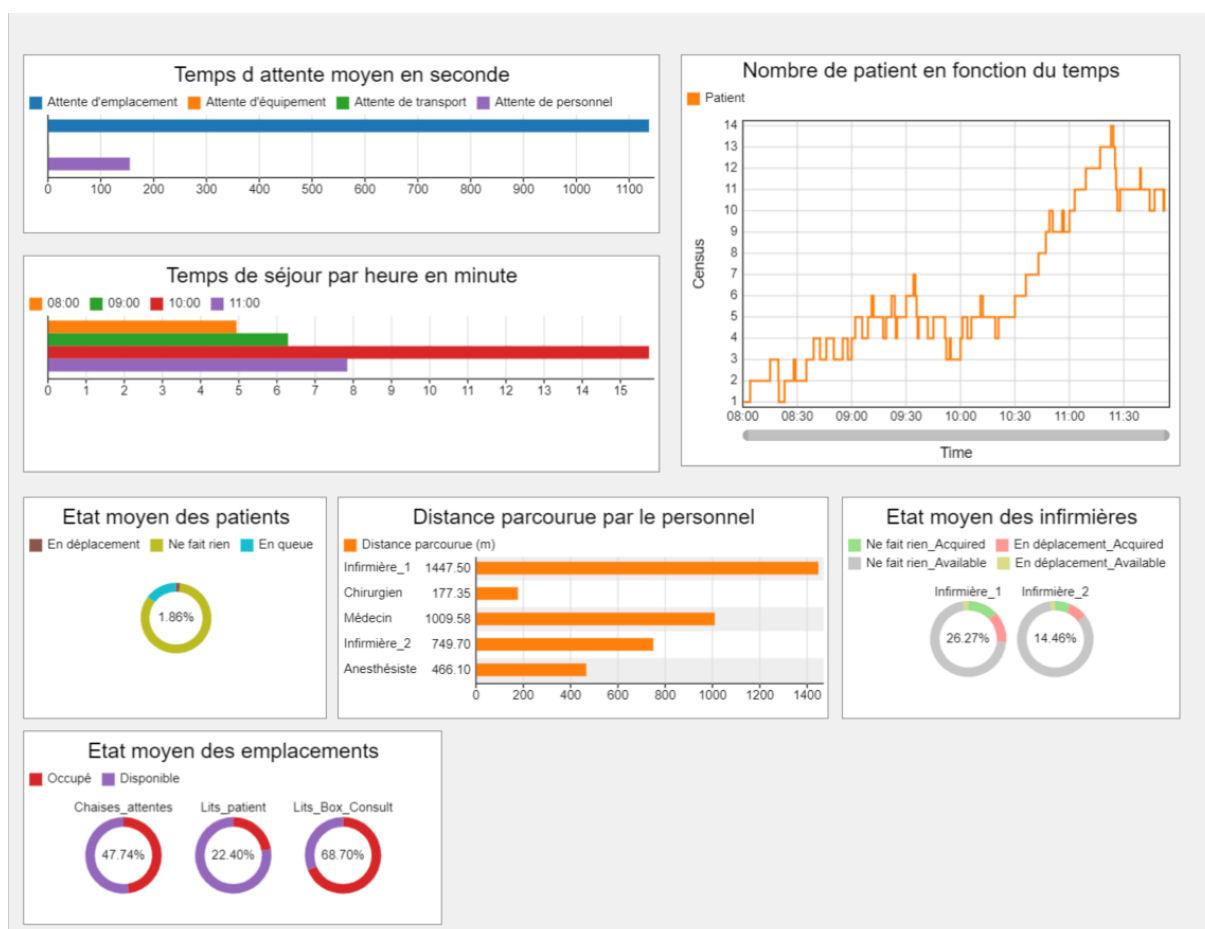 Temps d attente moyen en seconde
Attente d'emplacement Attente d'équipement Attente de transport Attente de personnel
0 100 200 300 400 500 600 700 800 900 1000 1100
Nombre de patient en fonction du temps
Patient
14
13
12
11
10
9
8
7
6
5
4
3
2
1
Census
08:00 08:30 09:00 09:30 10:00 10:30 11:00 11:30
Time
Temps de séjour par heure en minute
08:00 09:00 10:00 11:00
0 1 2 3 4 5 6 7 8 9 10 11 12 13 14 15
Etat moyen des patients
En déplacement Ne fait rien En queue
1.86%
Distance parcourue par le personnel
Distance parcourue (m)
Infirmière_1 1447.50
Chirurgien 177.35
Médecin 1009.58
Infirmière_2 749.70
Anesthésiste 466.10
0 200 400 600 800 1000 1200 1400
Etat moyen des infirmières
Ne fait rien_Acquired En déplacement_Acquired
Ne fait rien_Available En déplacement_Available
Infirmière_1 Infirmière_2
26.27% 14.46%
Etat moyen des emplacements
Occupé Disponible
Chaises_attentes Lits_patient Lits_Box_Consult
47.74% 22.40% 68.70%